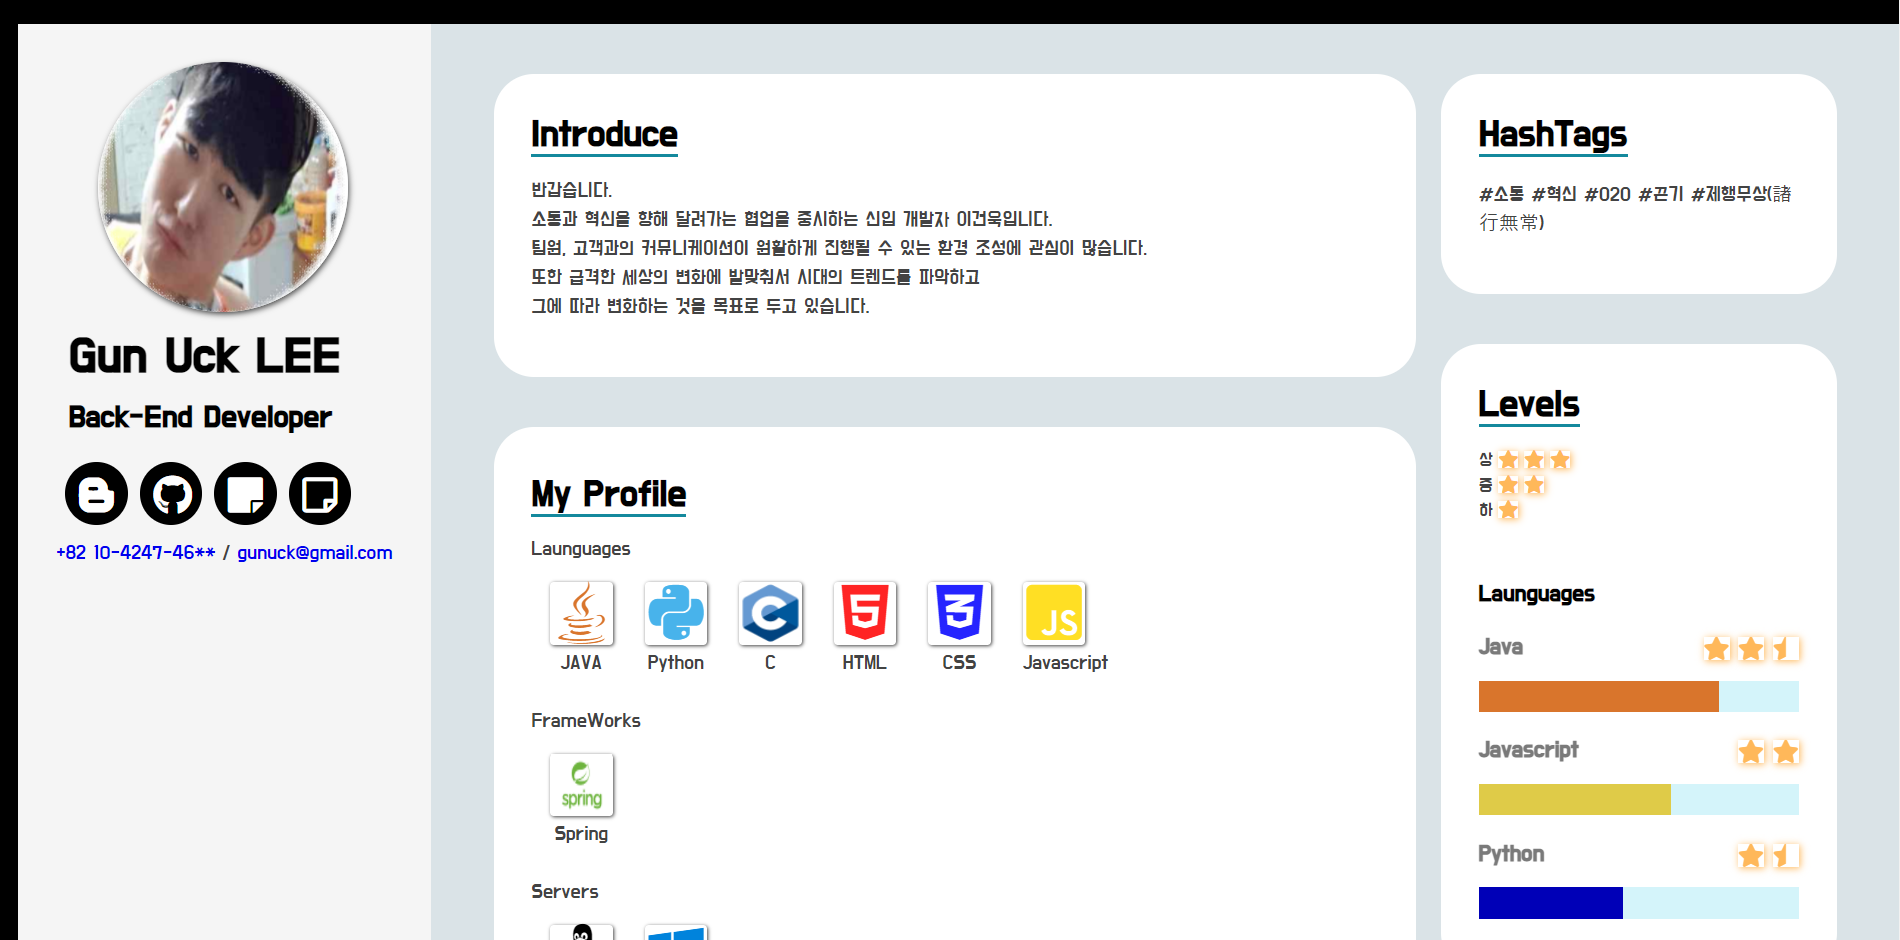 Gun Uck LEE
Back-End Developer
+82 10-4247-46** / gunuck@gmail.com
Introduce
반갑습니다.
소통과 혁신을 향해 달려가는 협업을 중시하는 신입 개발자 이건욱입니다.
팀원, 고객과의 커뮤니케이션이 원활하게 진행될 수 있는 환경 조성에 관심이 많습니다.
또한 급격한 세상의 변화에 발맞춰서 시대의 트렌드를 파악하고
그에 따라 변화하는 것을 목표로 두고 있습니다.
My Profile
Launguages
JAVA Python C HTML CSS Javascript
JS
FrameWorks
spring
Spring
Servers
HashTags
#소통 #혁신 #O2O #끈기 #제행무상(諸
行無常)
Levels
상
중
하
Launguages
Java
Javascript
Python